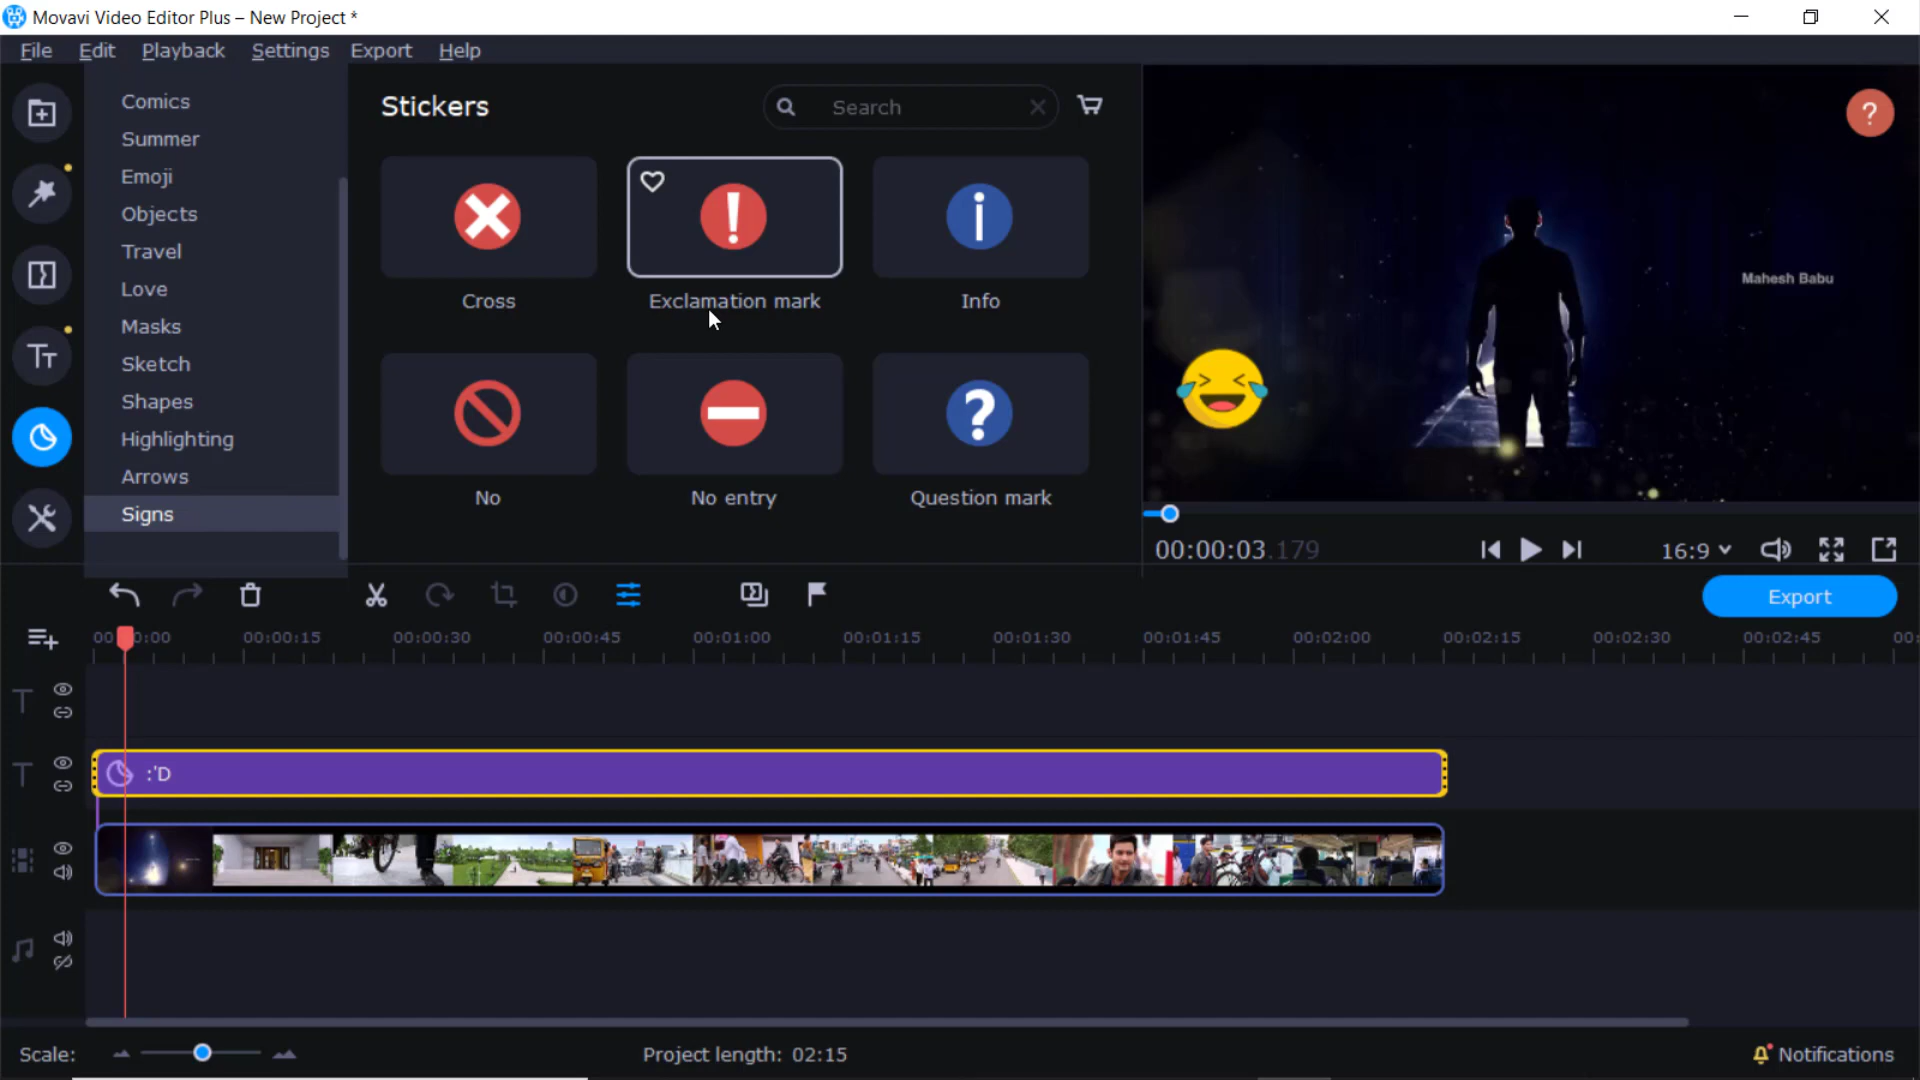 Movavi Video Editor Plus – New Project *
File Edit Playback Settings Export Help
Comics
Summer
Emoji
Objects
Travel
Love
Masks
Sketch
Shapes
Highlighting
Arrows
Signs
Stickers
Search
Cross
Exclamation mark
Info
No
No entry
Question mark
?
Mahesh Babu
00:00:03.179
16:9
Export
00:00:15 00:00:30 00:00:45 00:01:00 00:01:15 00:01:30 00:01:45 00:02:00 00:02:15 00:02:30 00:02:45
:'D
Scale:
Project length: 02:15
Notifications